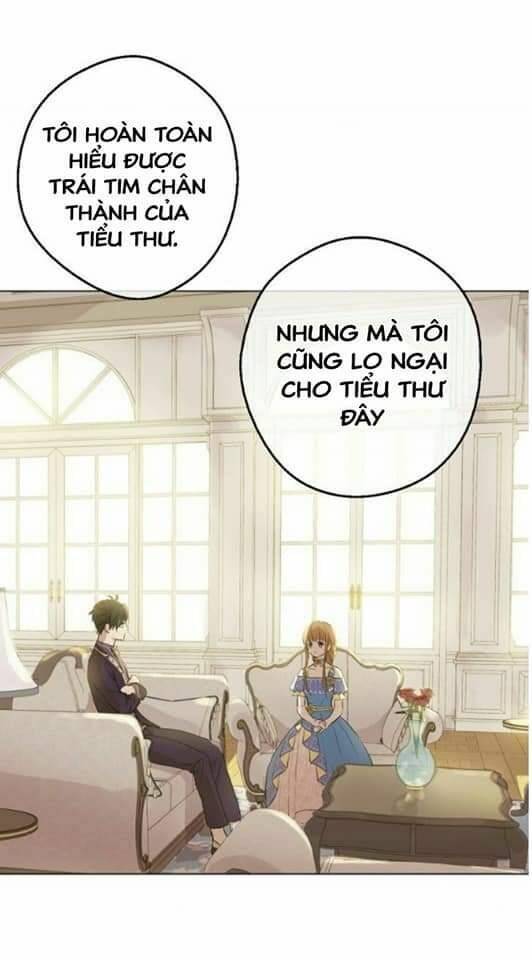 TÔI HOÀN TOÀN
HIỂU ĐƯỢC
TRÁI TIM CHÂN
THÀNH CỦA
TIỂU THƯ.
NHƯNG MÀ TÔI
CŨNG LO NGẠI
CHO TIỂU THƯ
ĐÂY